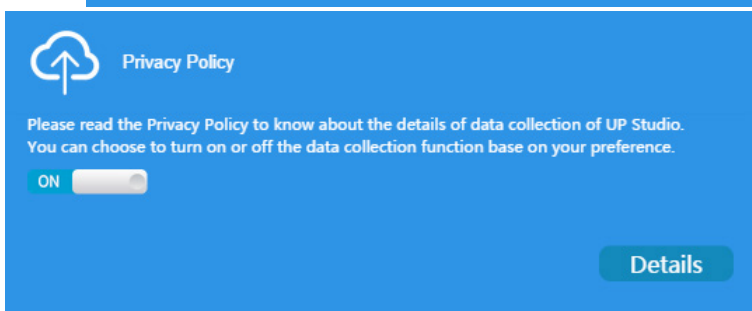 Privacy Policy
Please read the Privacy Policy to know about the details of data collection of UP Studio.
You can choose to turn on or off the data collection function base on your preference.
ON
Details